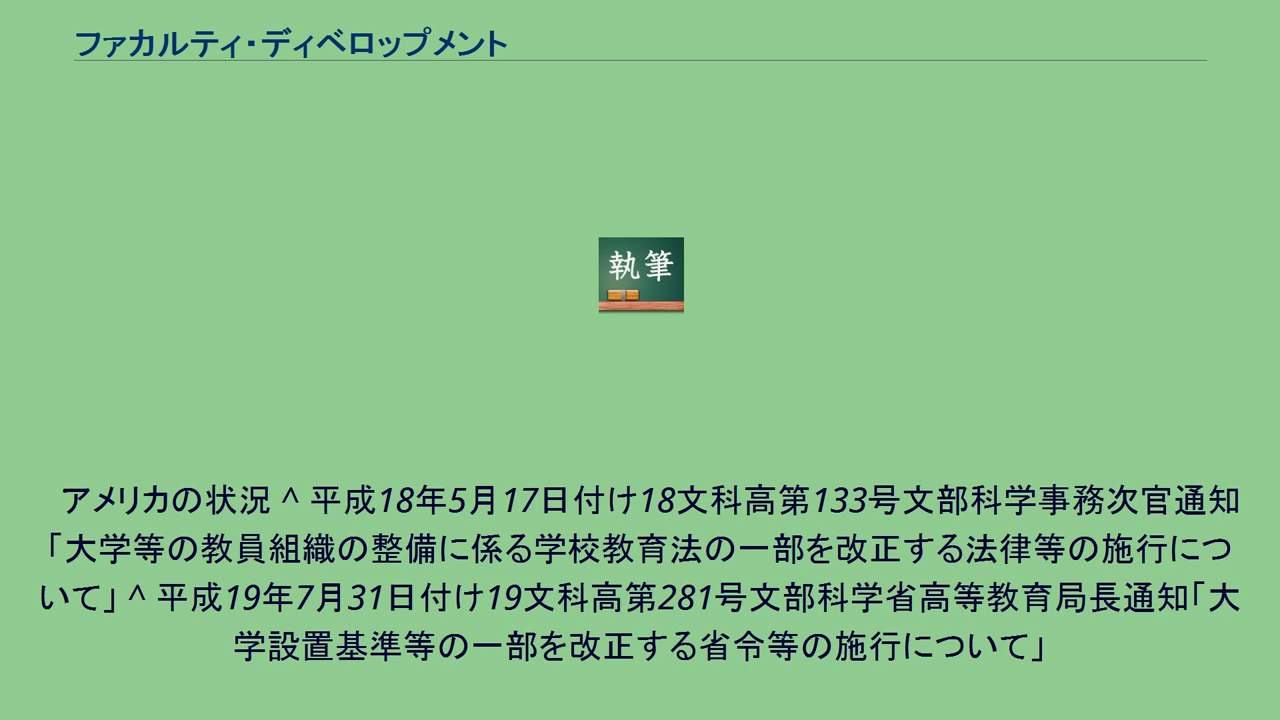 ファカルティ・ディベロップメント
執筆
アメリカの状況 ^ 平成18年5月17日付け18文科高第133号文部科学事務次官通知
「大学等の教員組織の整備に係る学校教育法の一部を改正する法律等の施行につ
いて」 ^ 平成19年7月31日付け19文科高第281号文部科学省高等教育局長通知「大
学設置基準等の一部を改正する省令等の施行について」